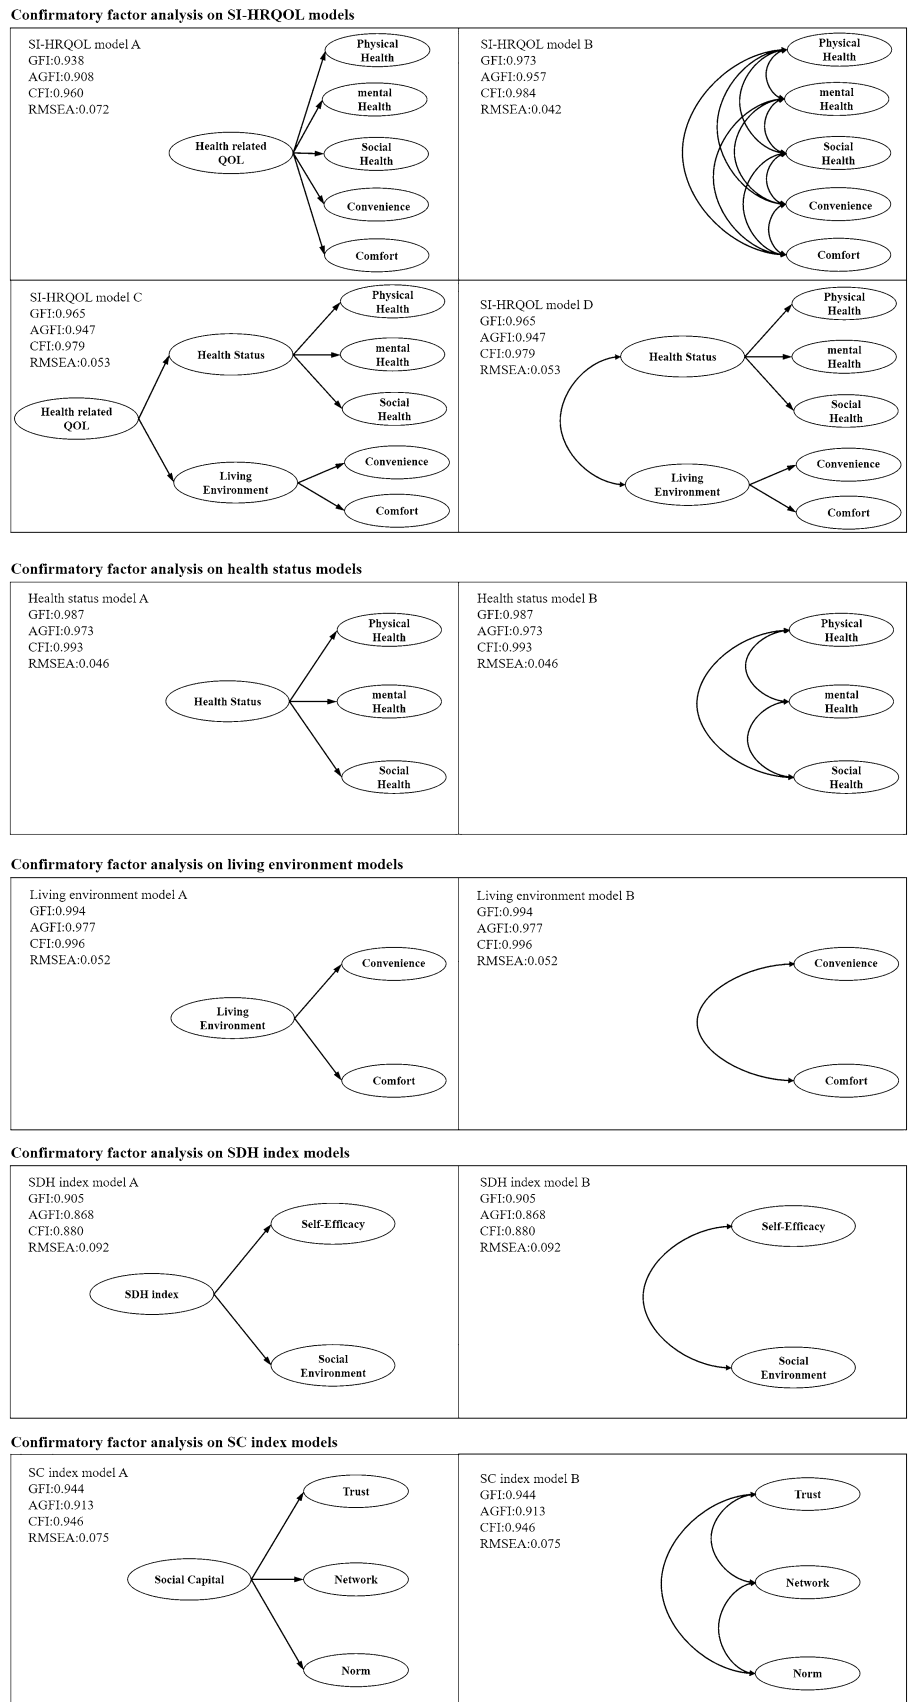 Confirmatory factor analysis on SI-HRQOL models
SI-HRQOL model A
GFI:0.938
AGFI:0.908
CFI:0.960
RMSEA:0.072
Health related
QOL
Physical
Health
mental
Health
Social
Health
Convenience
Comfort
SI-HRQOL model B
GFI:0.973
AGFI:0.957
CFI:0.984
RMSEA:0.042
Physical
Health
mental
Health
Social
Health
Convenience
Comfort
SI-HRQOL model C
GFI:0.965
AGFI:0.947
CFI:0.979
RMSEA:0.053
Health related
QOL
Health Status
Living
Environment
Physical
Health
mental
Health
Social
Health
Convenience
Comfort
SI-HRQOL model D
GFI:0.965
AGFI:0.947
CFI:0.979
RMSEA:0.053
Health Status
Living
Environment
Physical
Health
mental
Health
Social
Health
Convenience
Comfort
Confirmatory factor analysis on health status models
Health status model A
GFI:0.987
AGFI:0.973
CFI:0.993
RMSEA:0.046
Health Status
Physical
Health
mental
Health
Social
Health
Health status model B
GFI:0.987
AGFI:0.973
CFI:0.993
RMSEA:0.046
Physical
Health
mental
Health
Social
Health
Confirmatory factor analysis on living environment models
Living environment model A
GFI:0.994
AGFI:0.977
CFI:0.996
RMSEA:0.052
Living
Environment
Convenience
Comfort
Living environment model B
GFI:0.994
AGFI:0.977
CFI:0.996
RMSEA:0.052
Convenience
Comfort
Confirmatory factor analysis on SDH index models
SDH index model A
GFI:0.905
AGFI:0.868
CFI:0.880
RMSEA:0.092
SDH index
Self-Efficacy
Social
Environment
SDH index model B
GFI:0.905
AGFI:0.868
CFI:0.880
RMSEA:0.092
Self-Efficacy
Social
Environment
Confirmatory factor analysis on SC index models
SC index model A
GFI:0.944
AGFI:0.913
CFI:0.946
RMSEA:0.075
Social Capital
Trust
Network
Norm
SC index model B
GFI:0.944
AGFI:0.913
CFI:0.946
RMSEA:0.075
Trust
Network
Norm